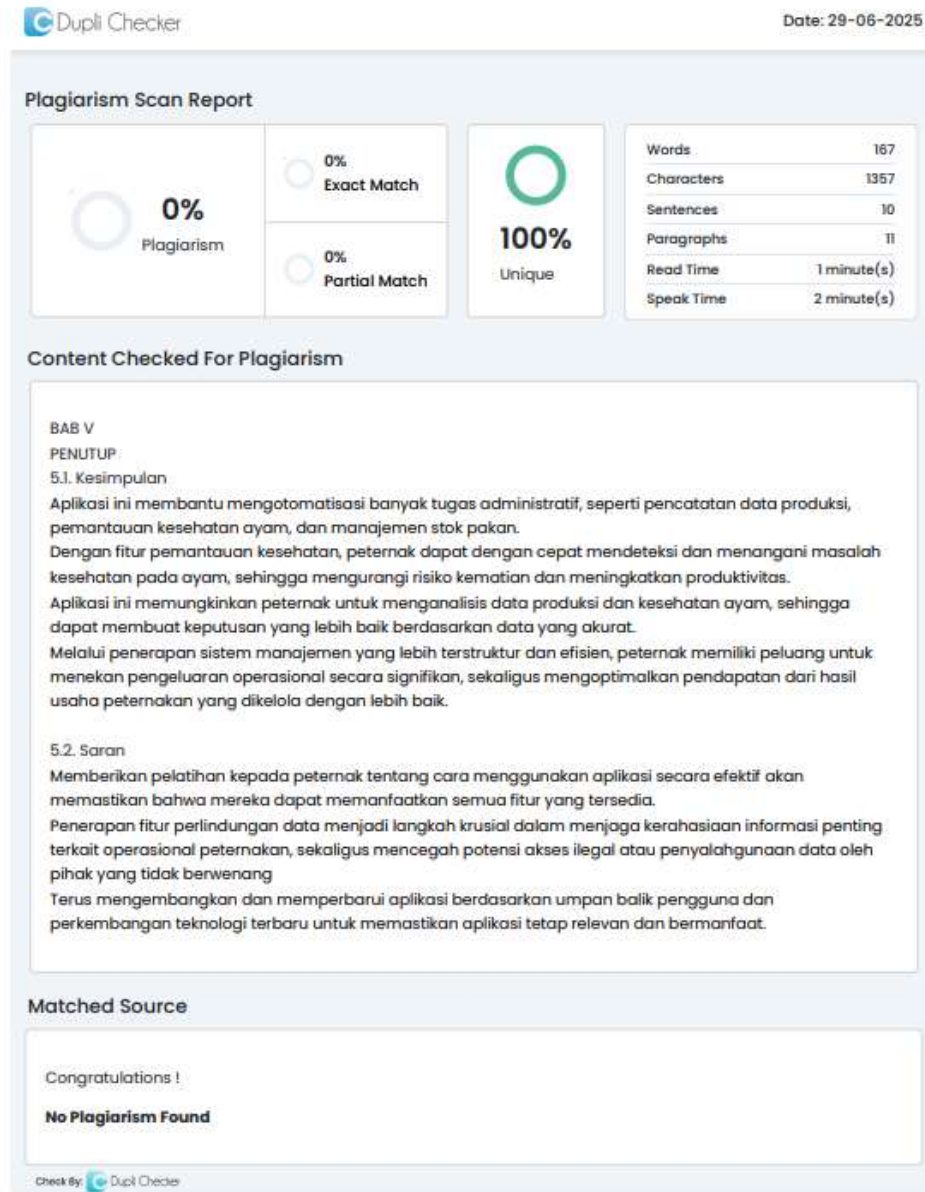 Dupli Checker
Date: 29-06-2025
Plagiarism Scan Report
0%
Plagiarism
0%
Exact Match
0%
Partial Match
100%
Unique
Words 167
Characters 1357
Sentences 10
Paragraphs 11
Read Time 1 minute(s)
Speak Time 2 minute(s)
Content Checked For Plagiarism
BAB V
PENUTUP
5.1. Kesimpulan
Aplikasi ini membantu mengotomatisasi banyak tugas administratif, seperti pencatatan data produksi,
pemantauan kesehatan ayam, dan manajemen stok pakan.
Dengan fitur pemantauan kesehatan, peternak dapat dengan cepat mendeteksi dan menangani masalah
kesehatan pada ayam, sehingga mengurangi risiko kematian dan meningkatkan produktivitas.
Aplikasi ini memungkinkan peternak untuk menganalisis data produksi dan kesehatan ayam, sehingga
dapat membuat keputusan yang lebih baik berdasarkan data yang akurat.
Melalui penerapan sistem manajemen yang lebih terstruktur dan efisien, peternak memiliki peluang untuk
menekan pengeluaran operasional secara signifikan, sekaligus mengoptimalkan pendapatan dari hasil
usaha peternakan yang dikelola dengan lebih baik.
5.2. Saran
Memberikan pelatihan kepada peternak tentang cara menggunakan aplikasi secara efektif akan
memastikan bahwa mereka dapat memanfaatkan semua fitur yang tersedia.
Penerapan fitur perlindungan data menjadi langkah krusial dalam menjaga kerahasiaan informasi penting
terkait operasional peternakan, sekaligus mencegah potensi akses ilegal atau penyalahgunaan data oleh
pihak yang tidak berwenang
Terus mengembangkan dan memperbarui aplikasi berdasarkan umpan balik pengguna dan
perkembangan teknologi terbaru untuk memastikan aplikasi tetap relevan dan bermanfaat.
Matched Source
Congratulations !
No Plagiarism Found
Check By: Dupli Checker